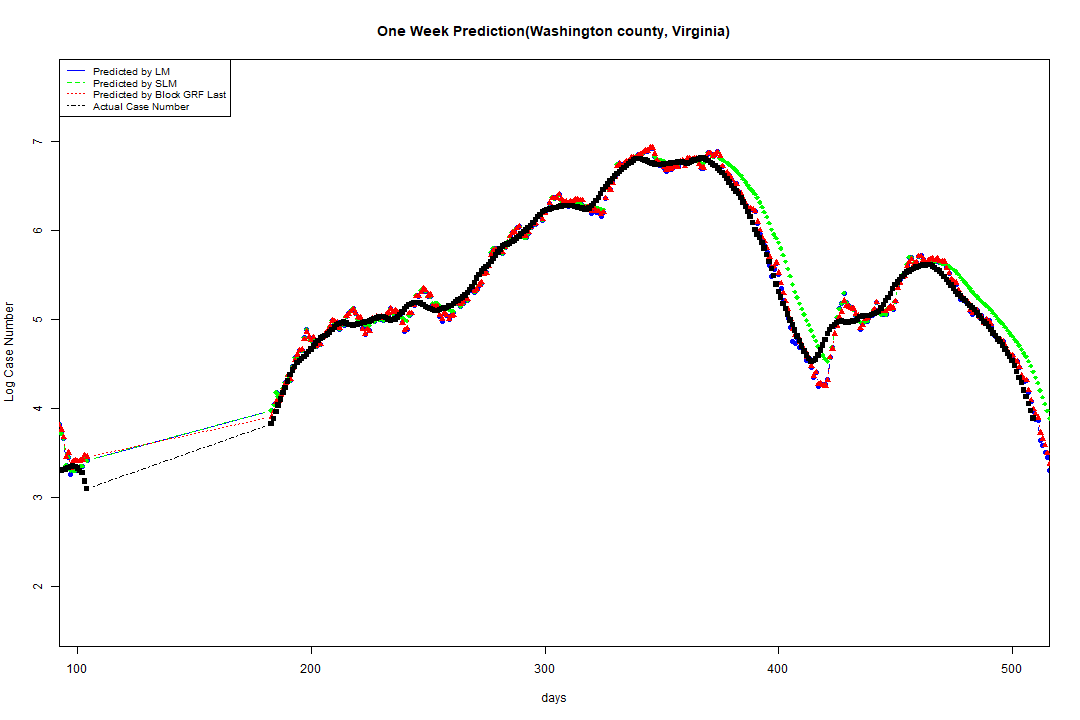 One Week Prediction(Washington county, Virginia)
Predicted by LM
Predicted by SLM
Predicted by Block GRF Last
Actual Case Number
7
6
5
4
3
2
Log Case Number
100 200 300 400 500
days